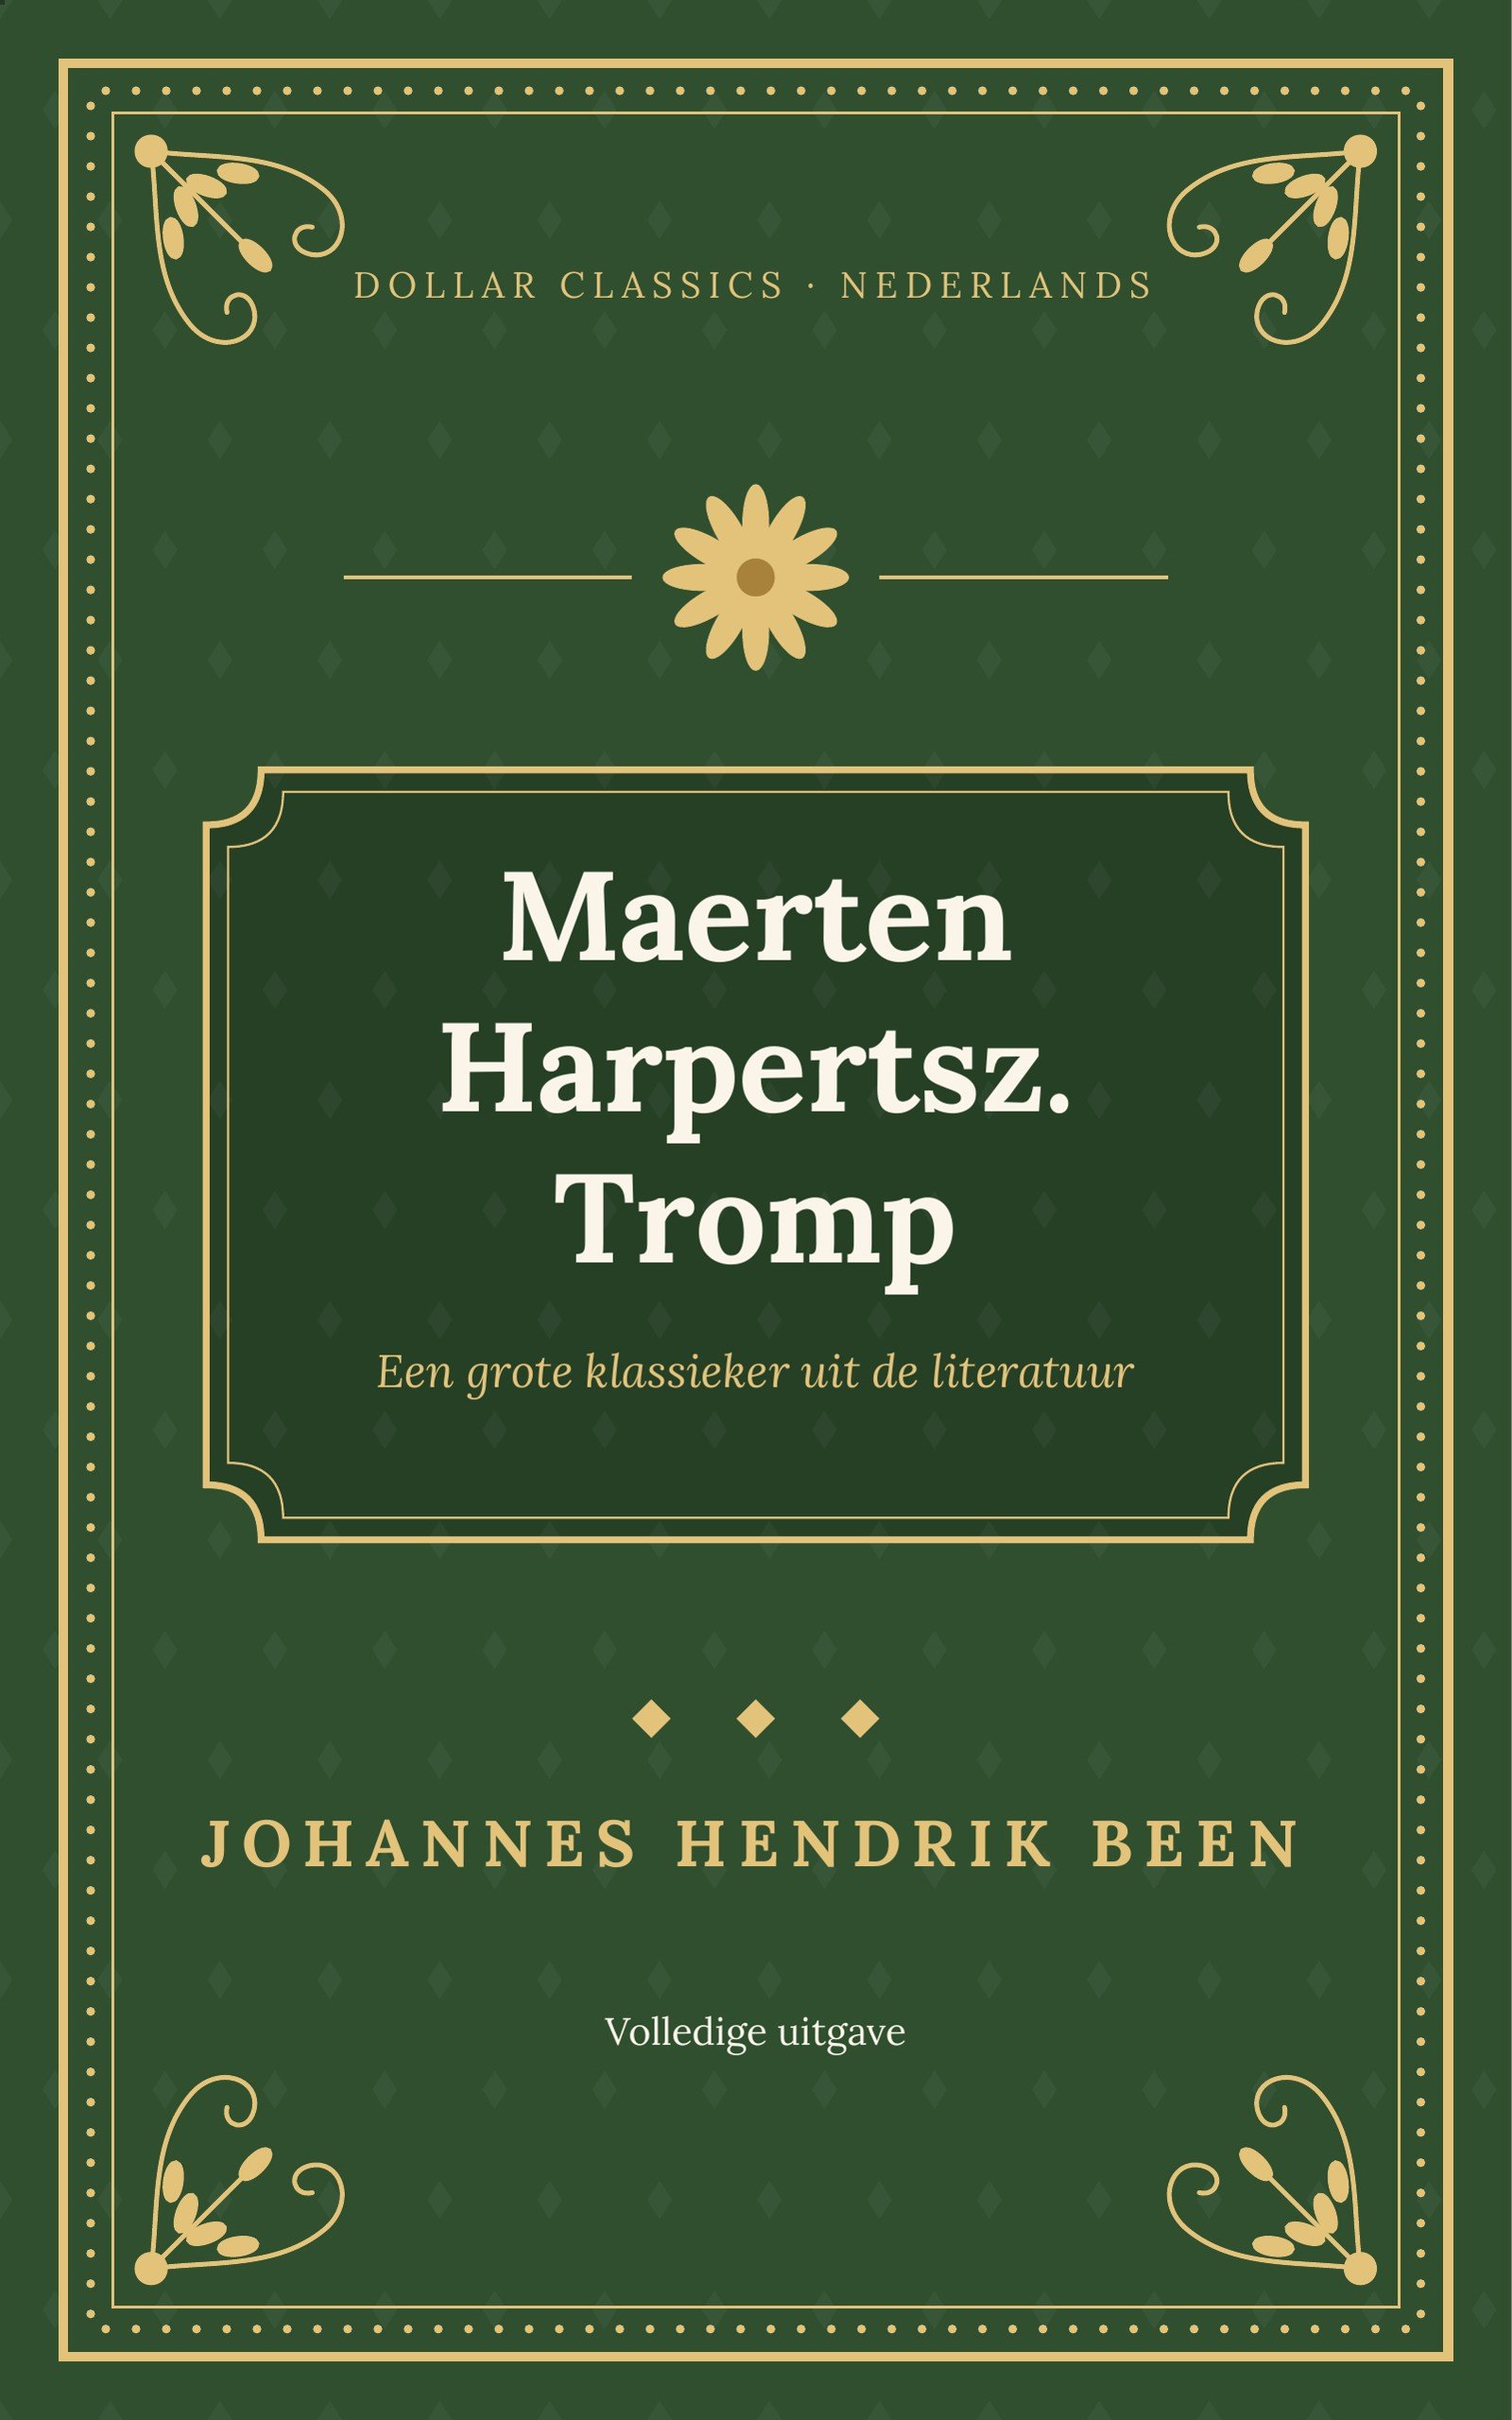 DOLLAR CLASSICS · NEDERLANDS
Maerten
Harpertsz.
Tromp
Een grote klassieker uit de literatuur
JOHANNES HENDRIK BEEN
Volledige uitgave